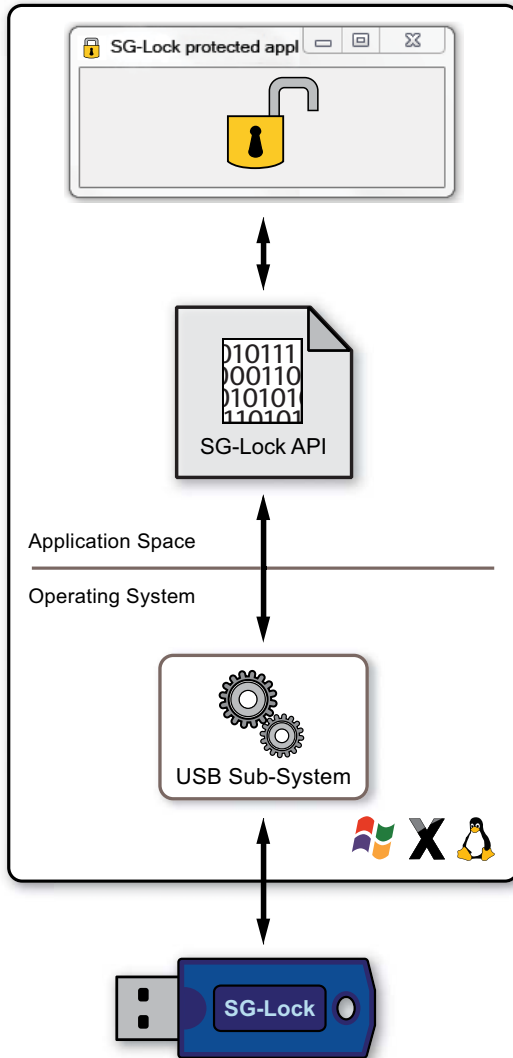 SG-Lock protected appl
010111
000110
010101
110101
SG-Lock API
Application Space
Operating System
USB Sub-System
SG-Lock